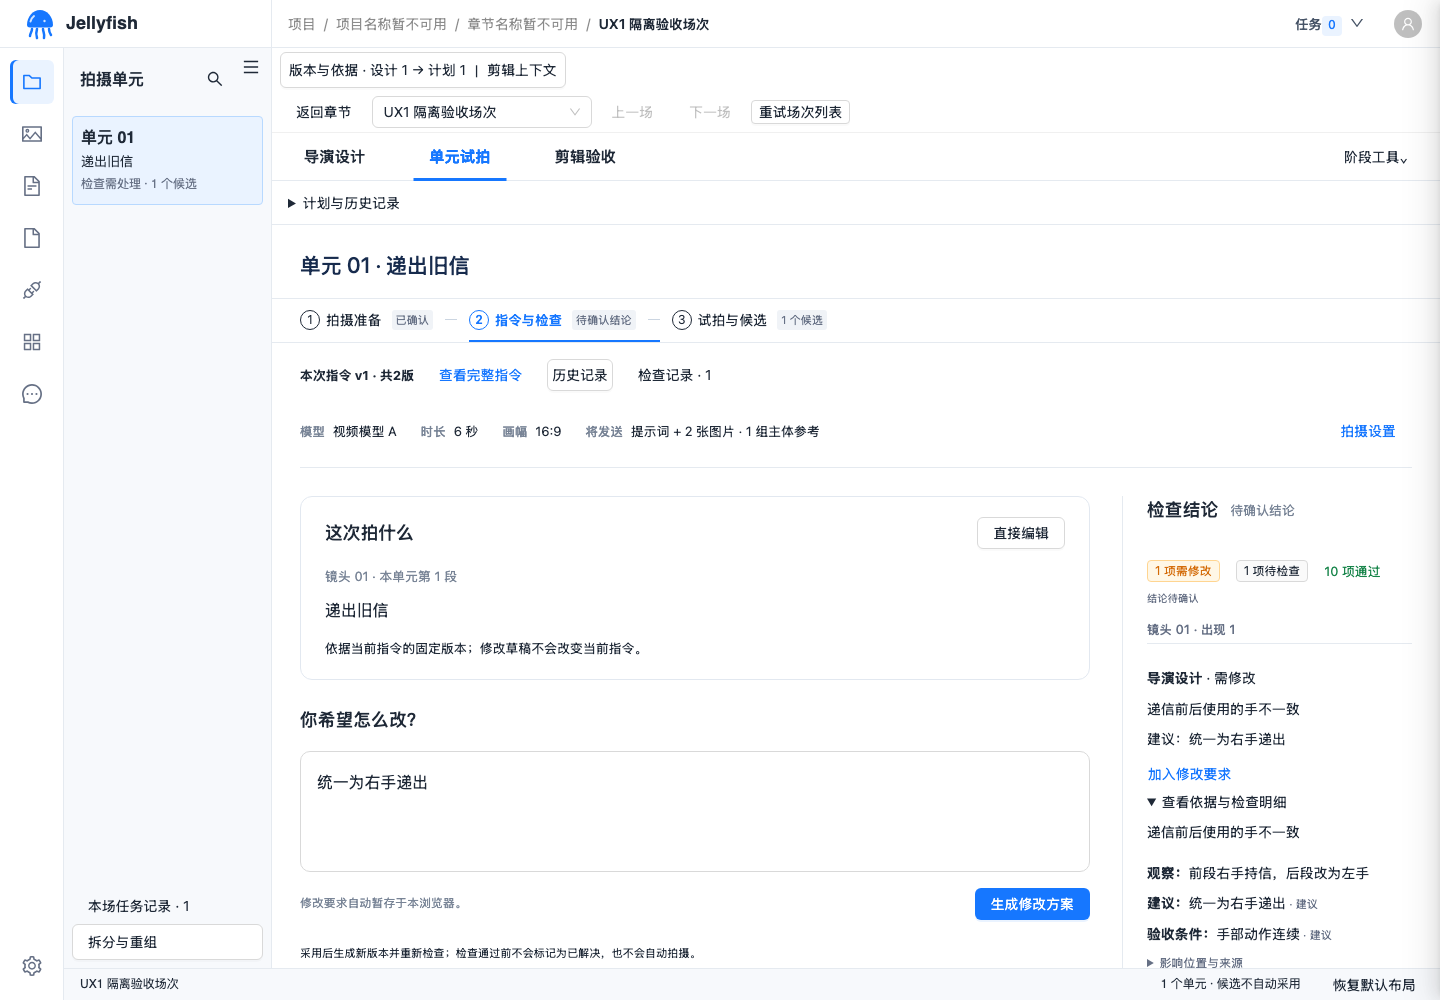 Jellyfish
项目 / 项目名称暂不可用 / 章节名称暂不可用 / UX1 隔离验收场次
任务 0
拍摄单元
单元 01
递出旧信
检查需处理 · 1 个候选
本场任务记录 · 1
拆分与重组
版本与依据 · 设计 1 → 计划 1 | 剪辑上下文
返回章节
UX1 隔离验收场次
上一场
下一场
重试场次列表
导演设计
单元试拍
剪辑验收
阶段工具
计划与历史记录
单元 01 · 递出旧信
1 拍摄准备 已确认
2 指令与检查 待确认结论
3 试拍与候选 1 个候选
本次指令 v1 · 共2版
查看完整指令
历史记录
检查记录 · 1
模型 视频模型 A 时长 6 秒 画幅 16:9 将发送 提示词 + 2 张图片 · 1 组主体参考
拍摄设置
这次拍什么
直接编辑
镜头 01 · 本单元第 1 段
递出旧信
依据当前指令的固定版本；修改草稿不会改变当前指令。
你希望怎么改?
统一为右手递出
修改要求自动暂存于本浏览器。
生成修改方案
采用后生成新版本并重新检查；检查通过前不会标记为已解决，也不会自动拍摄。
检查结论 待确认结论
1 项需修改 1 项待检查 10 项通过
结论待确认
镜头 01 · 出现 1
导演设计 · 需修改
递信前后使用的手不一致
建议：统一为右手递出
加入修改要求
查看依据与检查明细
递信前后使用的手不一致
观察：前段右手持信，后段改为左手
建议：统一为右手递出 · 建议
验收条件：手部动作连续 · 建议
影响位置与来源
UX1 隔离验收场次
1 个单元 · 候选不自动采用
恢复默认布局